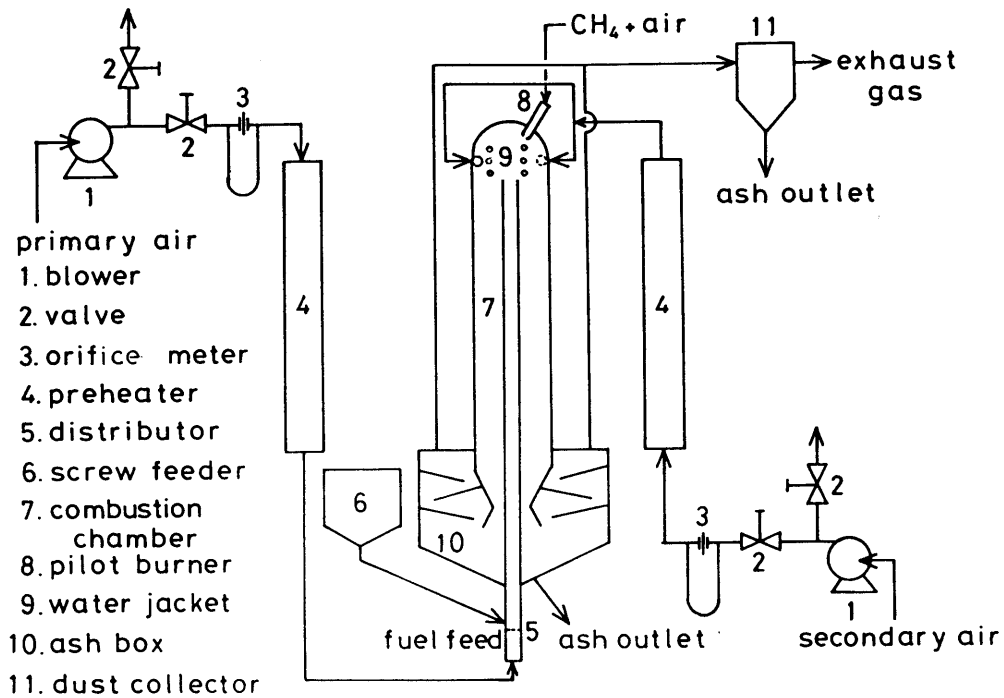 CH4 + air
11
exhaust
gas
ash outlet
2
3
2
1
8
9
primary air
1. blower
2. valve
3. orifice meter
4. preheater
5. distributor
6. screw feeder
7. combustion
chamber
8. pilot burner
9. water jacket
10. ash box
11. dust collector
4
7
4
6
10
3
2
2
1
fuel feed
5
ash outlet
secondary air